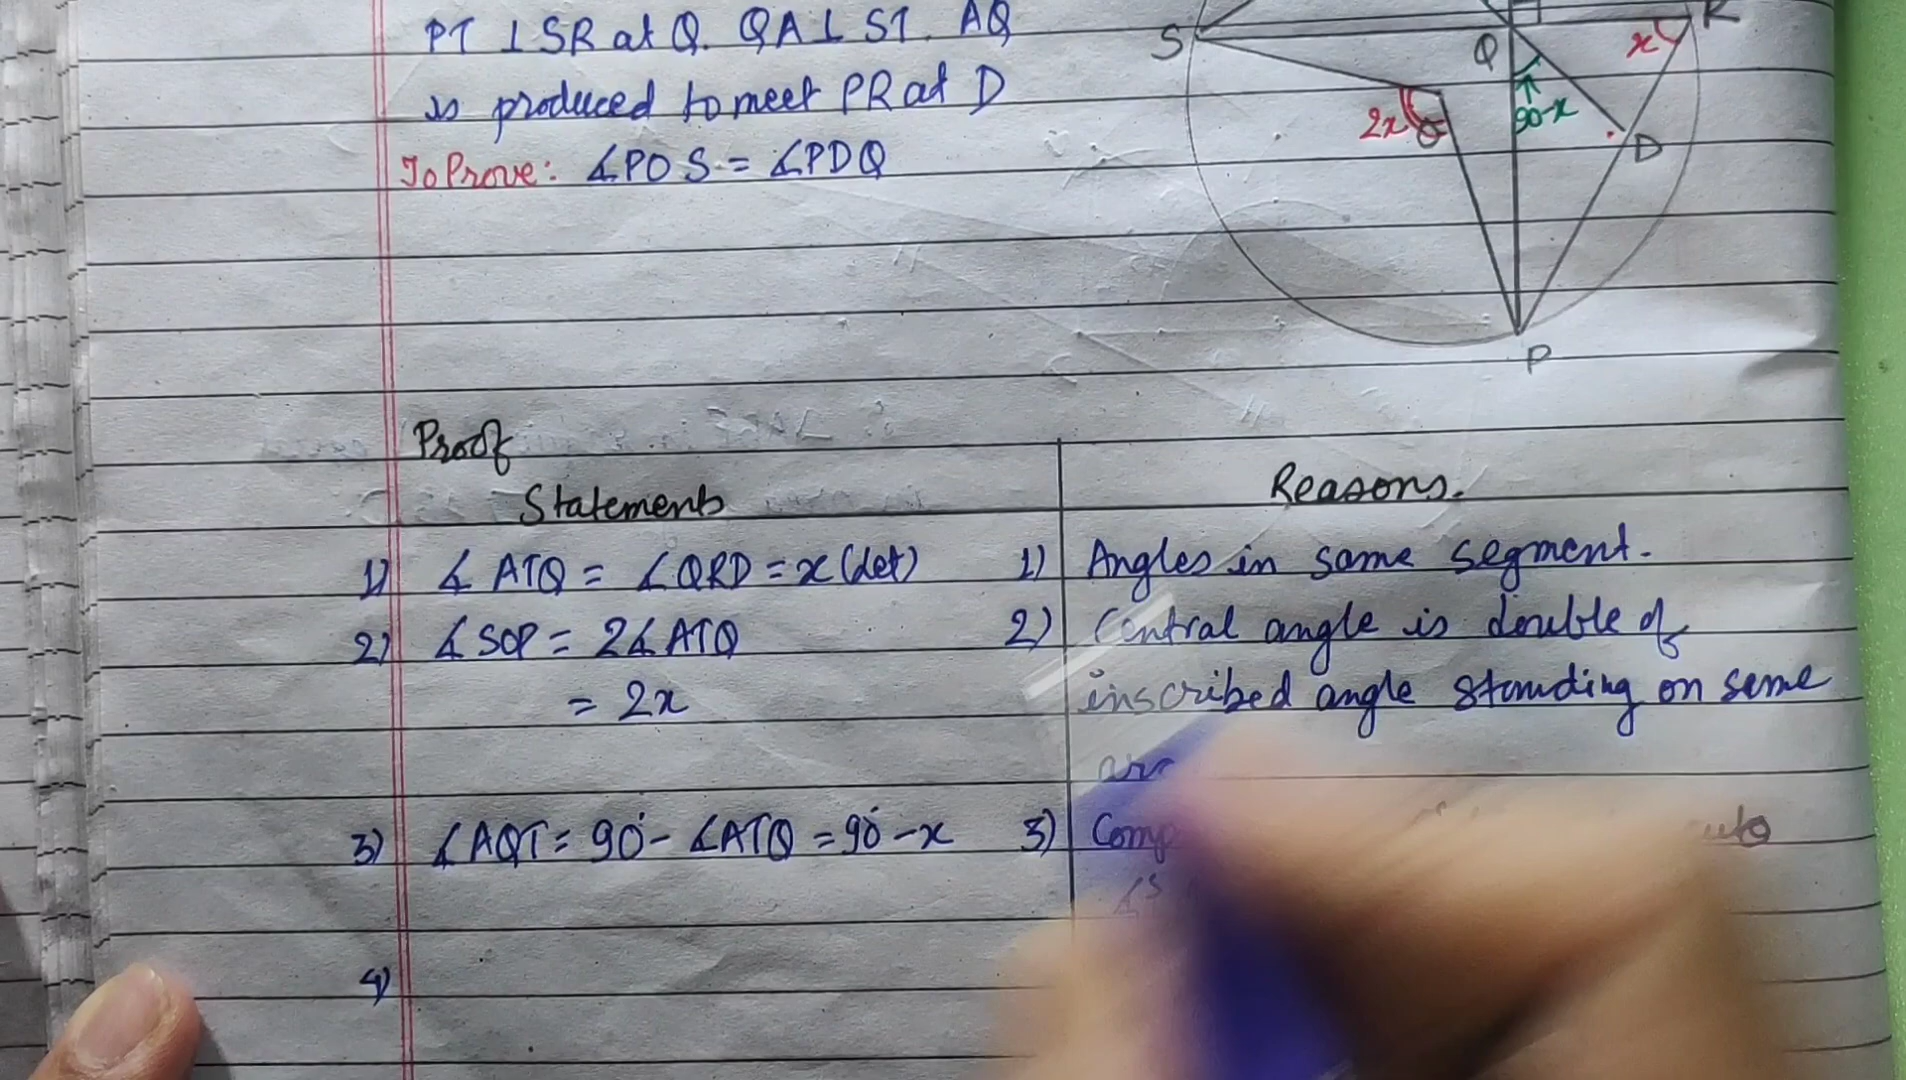 PT ⊥ SR at Q. QA ⊥ ST. AQ
is produced to meet PR at D
To Prove: ∡POS = ∡PDQ
S
Q
R
x
2x
O
90-x
D
P
Proof
Statements
Reasons.
1) ∡ATQ = ∡QRD = x (let)
1) Angles in same segment.
2) ∡SOP = 2∡ATQ
2) Central angle is double of
= 2x
inscribed angle standing on same
arc
3) ∡AQT = 90° - ∡ATQ = 90° - x
3)
∡s
4)